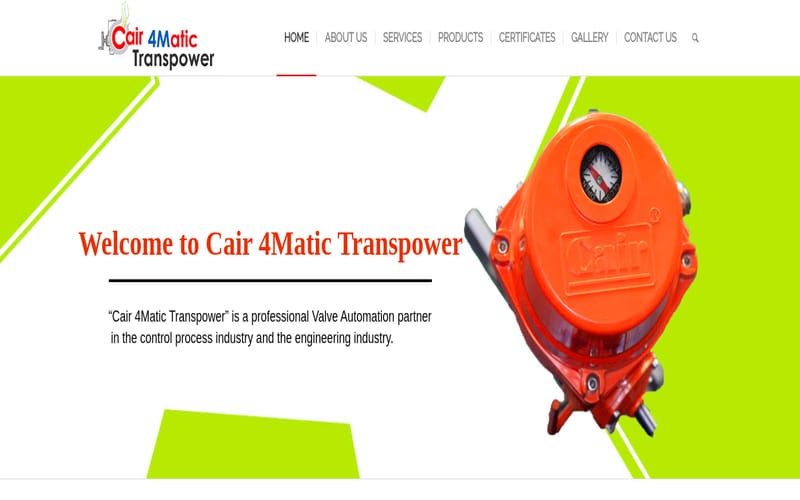 Cair 4Matic
Transpower
HOME
ABOUT US
SERVICES
PRODUCTS
CERTIFICATES
GALLERY
CONTACT US
Welcome to Cair 4Matic Transpower
“Cair 4Matic Transpower” is a professional Valve Automation partner
in the control process industry and the engineering industry.
Cair®